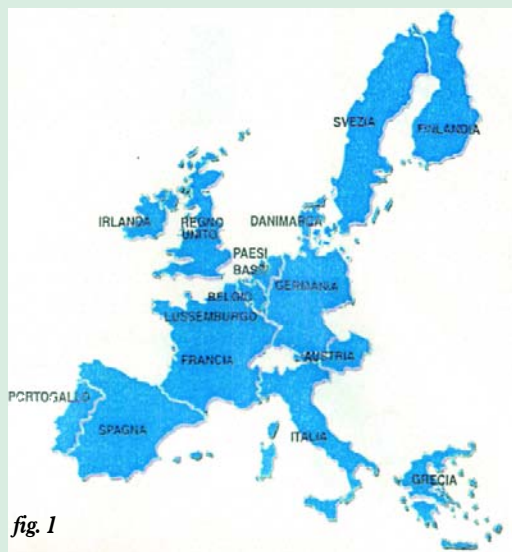 SVEZIA
FINLANDIA
IRLANDA
REGNO
UNITO
DANIMARCA
PAESI
BASSI
BELGIO
GERMANIA
LUSSEMBURGO
FRANCIA
AUSTRIA
PORTOGALLO
SPAGNA
ITALIA
GRECIA
fig. 1